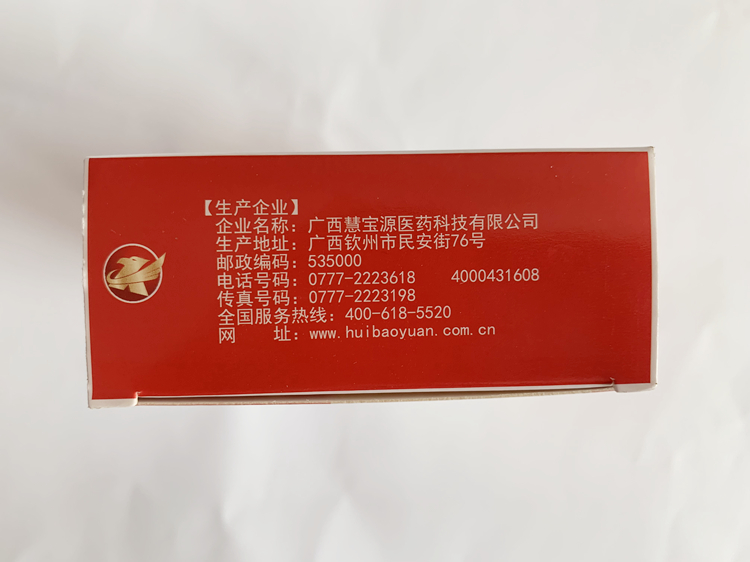 【生产企业】
企业名称：广西慧宝源医药科技有限公司
生产地址：广西钦州市民安街76号
邮政编码：535000
电话号码：0777-2223618 4000431608
传真号码：0777-2223198
全国服务热线：400-618-5520
网 址：www.huibaoyuan.com.cn